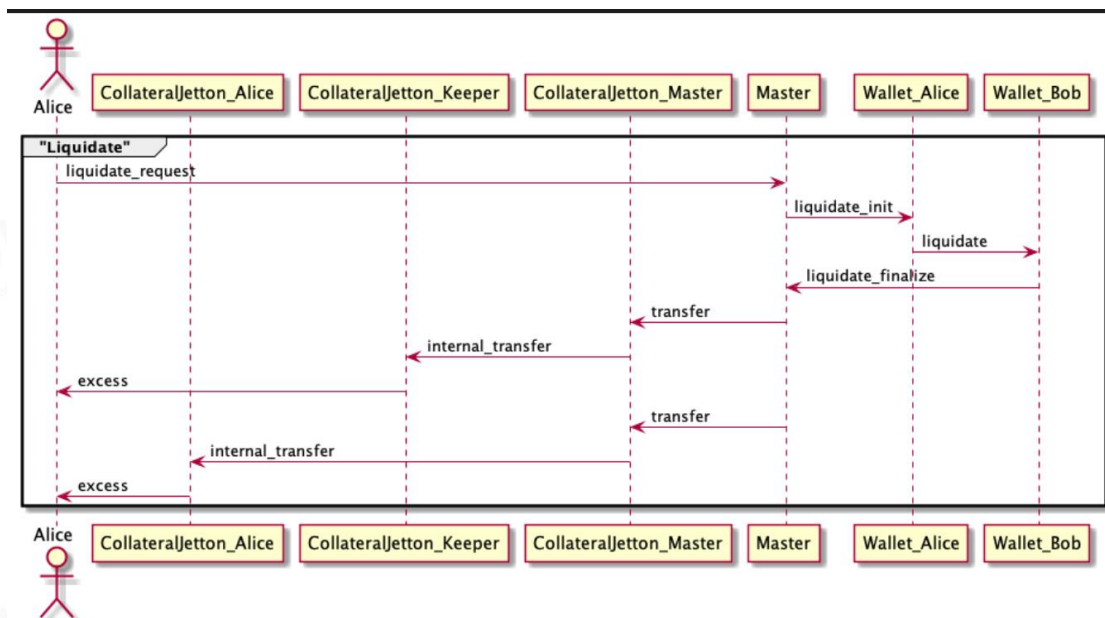 Alice
CollateralJetton_Alice
CollateralJetton_Keeper
CollateralJetton_Master
Master
Wallet_Alice
Wallet_Bob
"Liquidate"
liquidate_request
liquidate_init
liquidate
liquidate_finalize
transfer
internal_transfer
excess
transfer
internal_transfer
excess
Alice
CollateralJetton_Alice
CollateralJetton_Keeper
CollateralJetton_Master
Master
Wallet_Alice
Wallet_Bob